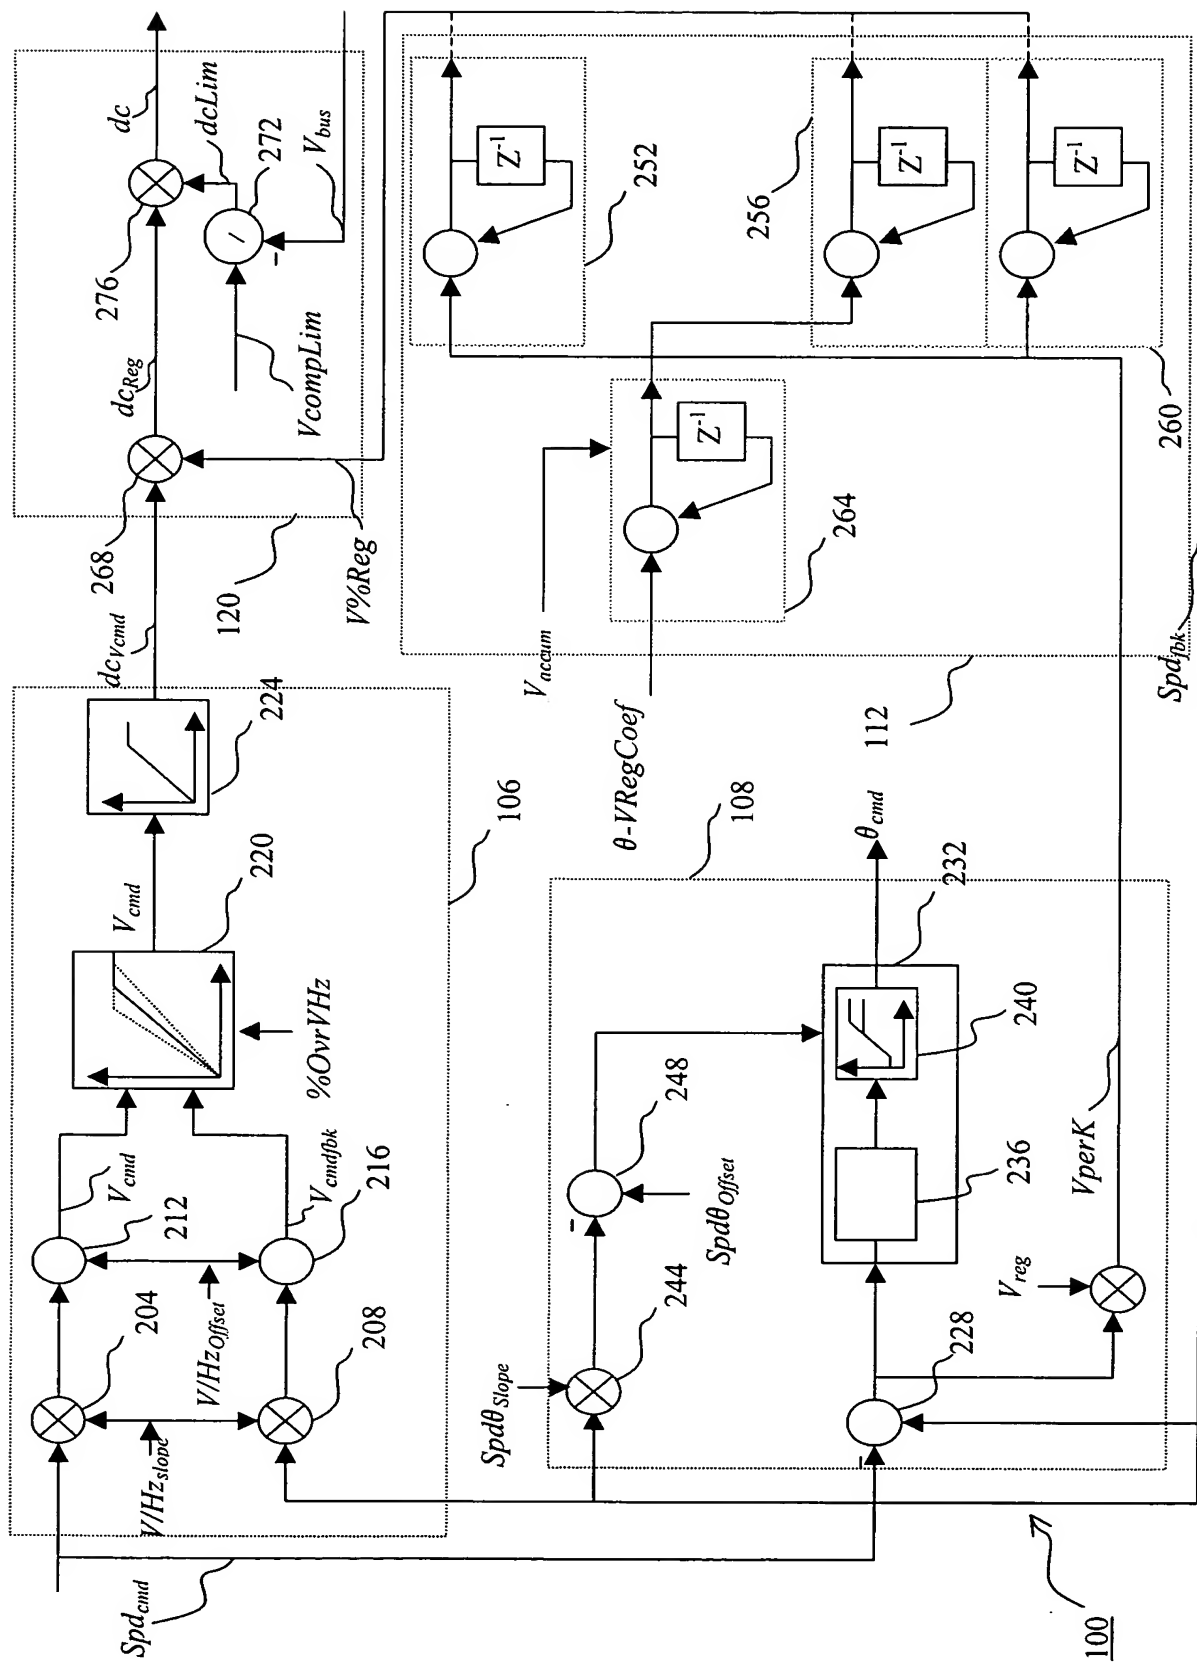 Spd_cmd
V/Hz_slope
V/Hz_Offset
204
208
212
216
V_cmd
V_cmdfbk
%OvrVHz
220
V_cmd
224
106
dc_Vcmd
268
120
V%Reg
dc_Reg
276
VcompLim
dc
dcLim
272
V_bus
-
/
100
Spdθ_Slope
244
-
248
Spdθ_Offset
-
228
V_reg
236
240
232
θ_cmd
108
VperK
V_accum
θ-VRegCoef
112
264
Z^-1
252
Z^-1
256
Z^-1
260
Z^-1
Spd_fbk